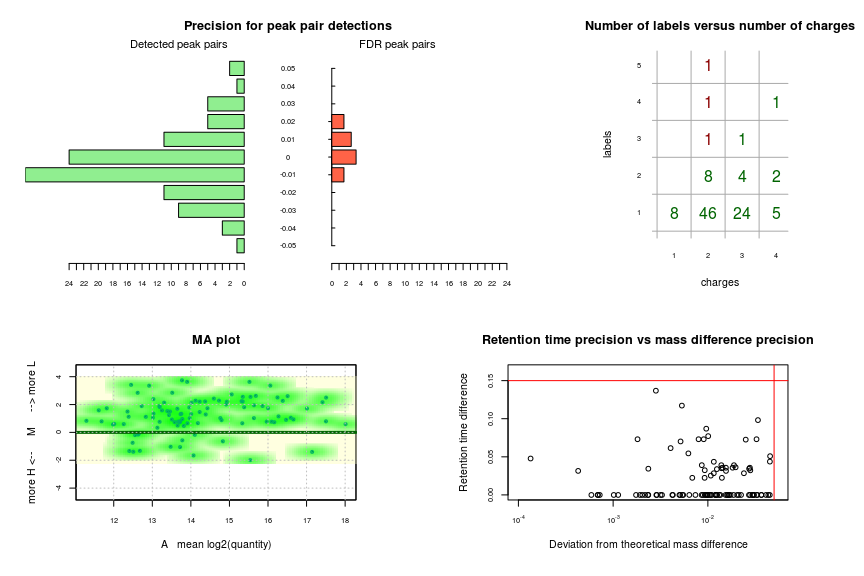 Precision for peak pair detections
Detected peak pairs
FDR peak pairs
0.05
0.04
0.03
0.02
0.01
0
-0.01
-0.02
-0.03
-0.04
-0.05
24 22 20 18 16 14 12 10 8 6 4 2 0
0 2 4 6 8 10 12 14 16 18 20 22 24
Number of labels versus number of charges
labels
5 1
4 1 1
3 1 1
2 8 4 2
1 8 46 24 5
1 2 3 4
charges
MA plot
more H <-- M --> more L
4
2
0
-2
-4
12 13 14 15 16 17 18
A mean log2(quantity)
Retention time precision vs mass difference precision
Retention time difference
0.15
0.10
0.05
0.00
10-4 10-3 10-2
Deviation from theoretical mass difference